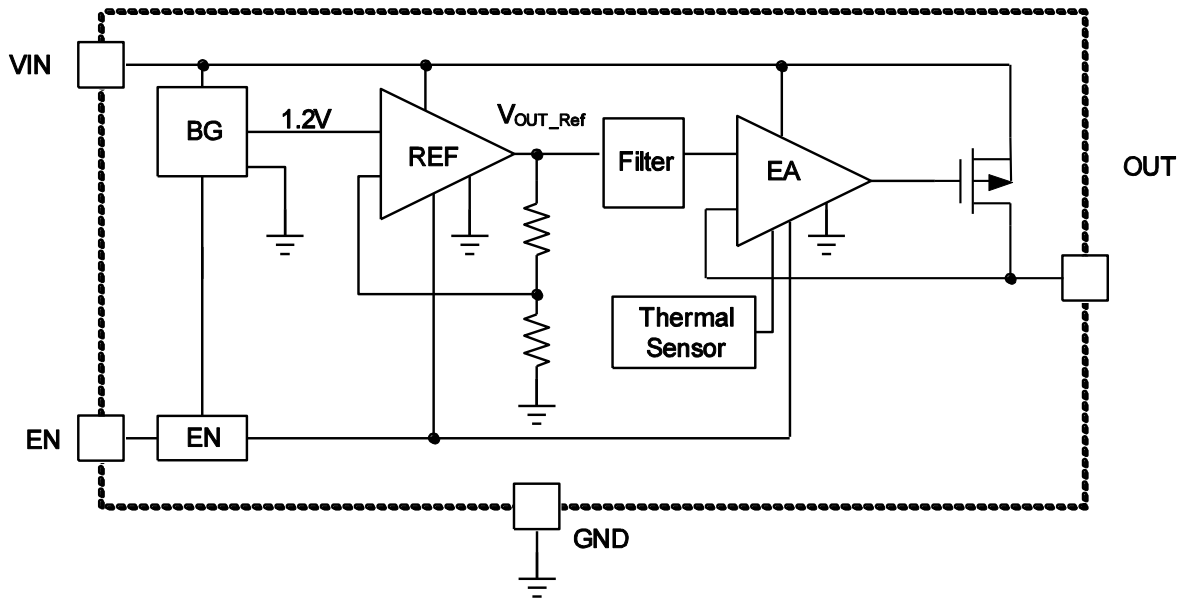 VIN
BG
1.2V
REF
VOUT_Ref
Filter
EA
OUT
Thermal
Sensor
EN
EN
GND